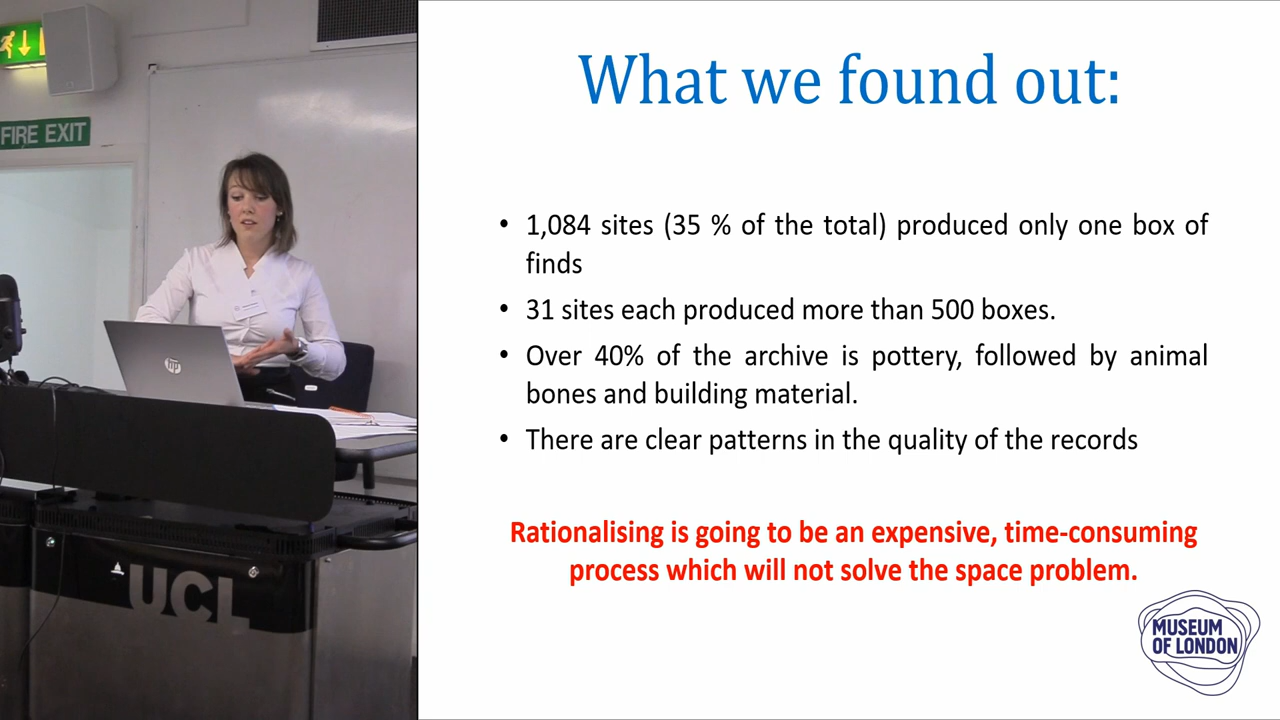 FIRE EXIT
hp
UCL
What we found out:
• 1,084 sites (35 % of the total) produced only one box of
finds
• 31 sites each produced more than 500 boxes.
• Over 40% of the archive is pottery, followed by animal
bones and building material.
• There are clear patterns in the quality of the records
Rationalising is going to be an expensive, time-consuming
process which will not solve the space problem.
MUSEUM
OF LONDON